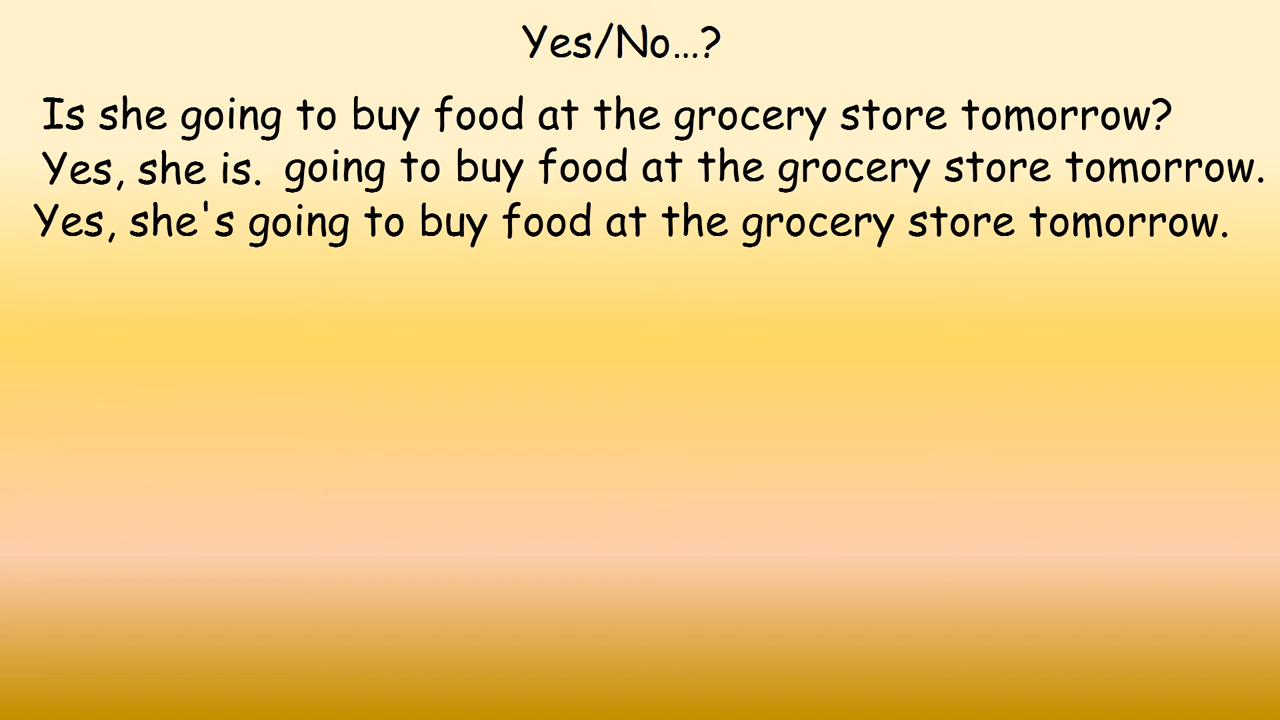 Yes/No...?
Is she going to buy food at the grocery store tomorrow?
Yes, she is. going to buy food at the grocery store tomorrow.
Yes, she's going to buy food at the grocery store tomorrow.